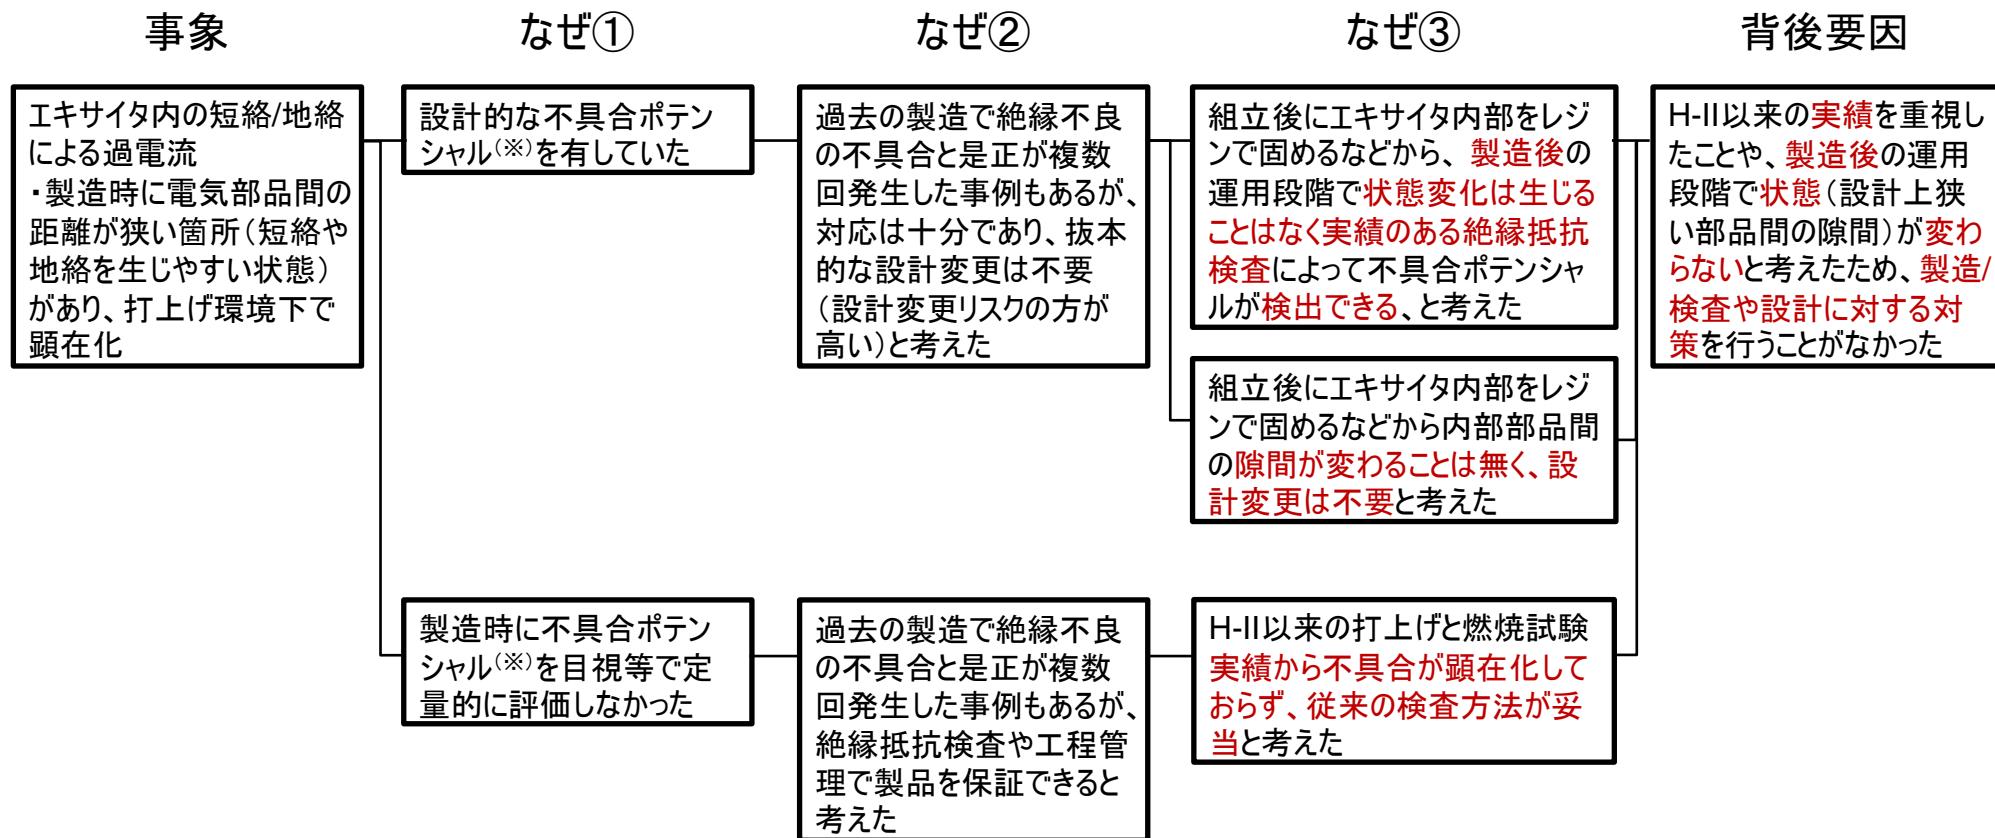 事象
なぜ①
なぜ②
なぜ③
背後要因
エキサイタ内の短絡/地絡
による過電流
・製造時に電気部品間の
距離が狭い箇所（短絡や
地絡を生じやすい状態）
があり、打上げ環境下で
顕在化
設計的な不具合ポテン
シャル(※)を有していた
過去の製造で絶縁不良
の不具合と是正が複数
回発生した事例もあるが、
対応は十分であり、抜本
的な設計変更は不要
（設計変更リスクの方が
高い）と考えた
組立後にエキサイタ内部をレジ
ンで固めるなどから、製造後の
運用段階で状態変化は生じる
ことはなく実績のある絶縁抵抗
検査によって不具合ポテンシャ
ルが検出できる、と考えた
組立後にエキサイタ内部をレジ
ンで固めるなどから内部部品間
の隙間が変わることは無く、設
計変更は不要と考えた
H-II以来の実績を重視し
たことや、製造後の運用
段階で状態（設計上狭
い部品間の隙間）が変わ
らないと考えたため、製造/
検査や設計に対する対
策を行うことがなかった
製造時に不具合ポテン
シャル(※)を目視等で定
量的に評価しなかった
過去の製造で絶縁不良
の不具合と是正が複数
回発生した事例もあるが、
絶縁抵抗検査や工程管
理で製品を保証できると
考えた
H-II以来の打上げと燃焼試験
実績から不具合が顕在化して
おらず、従来の検査方法が妥
当と考えた